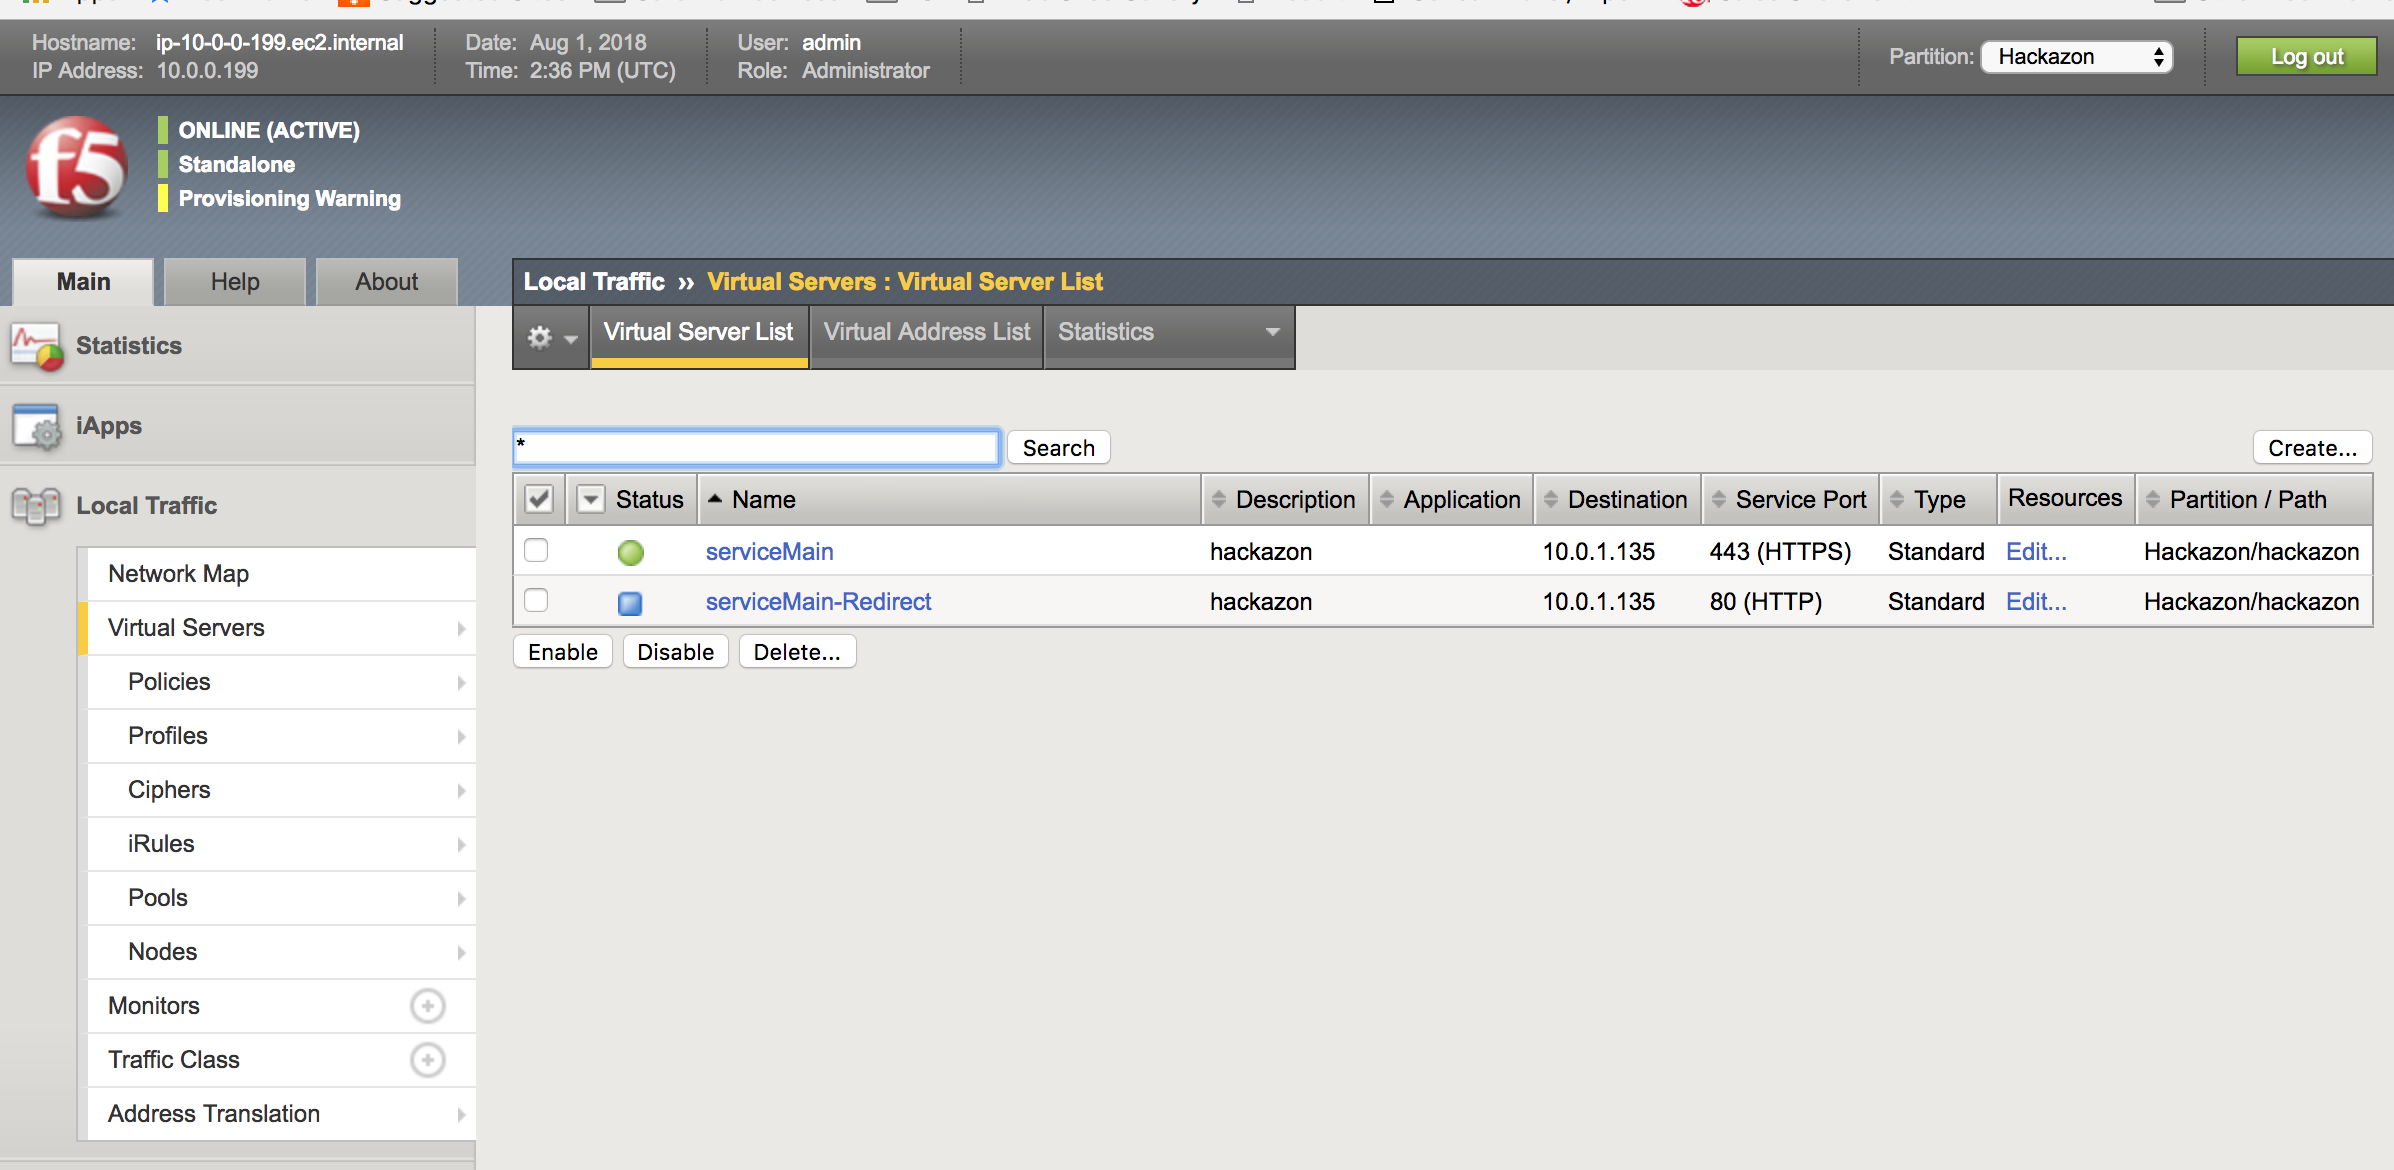 Hostname: ip-10-0-0-199.ec2.internal Date: Aug 1, 2018 User: admin Partition: Hackazon Log out
IP Address: 10.0.0.199 Time: 2:36 PM (UTC) Role: Administrator
f5
ONLINE (ACTIVE)
Standalone
Provisioning Warning
Main Help About
Local Traffic » Virtual Servers : Virtual Server List
Virtual Server List Virtual Address List Statistics
Statistics
iApps
Local Traffic
Network Map
Virtual Servers
Policies
Profiles
Ciphers
iRules
Pools
Nodes
Monitors
Traffic Class
Address Translation
* Search Create...
Status Name Description Application Destination Service Port Type Resources Partition / Path
serviceMain hackazon 10.0.1.135 443 (HTTPS) Standard Edit... Hackazon/hackazon
serviceMain-Redirect hackazon 10.0.1.135 80 (HTTP) Standard Edit... Hackazon/hackazon
Enable Disable Delete...